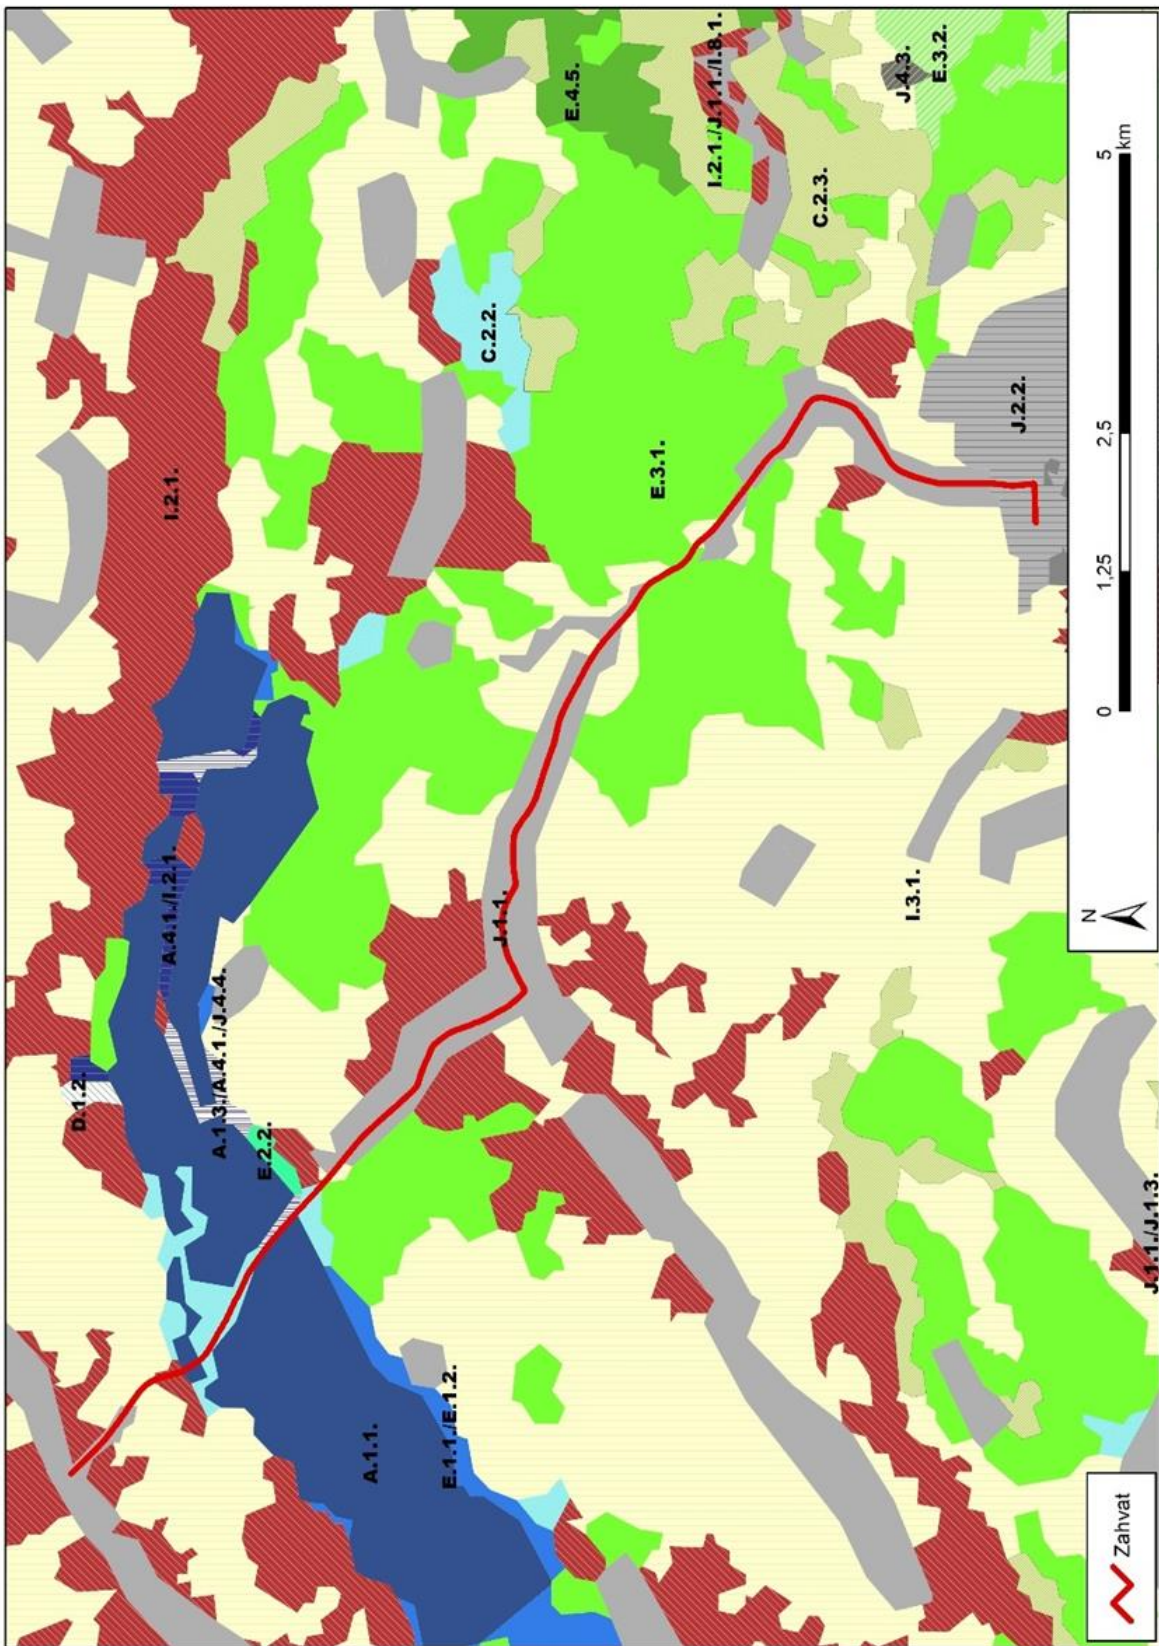 I.2.1.
A.4.1./I.2.1.
D.1.2.
A.1.3./A.4.1./J.4.4.
E.2.2.
A.1.1.
E.1.1./E.1.2.
C.2.2.
J.1.1.
E.4.5.
E.3.1.
I.2.1./J.1.1./I.8.1.
C.2.3.
J.4.3.
E.3.2.
J.2.2.
I.3.1.
J.1.1./J.1.3.
N
0 1,25 2,5 5
km
Zahvat